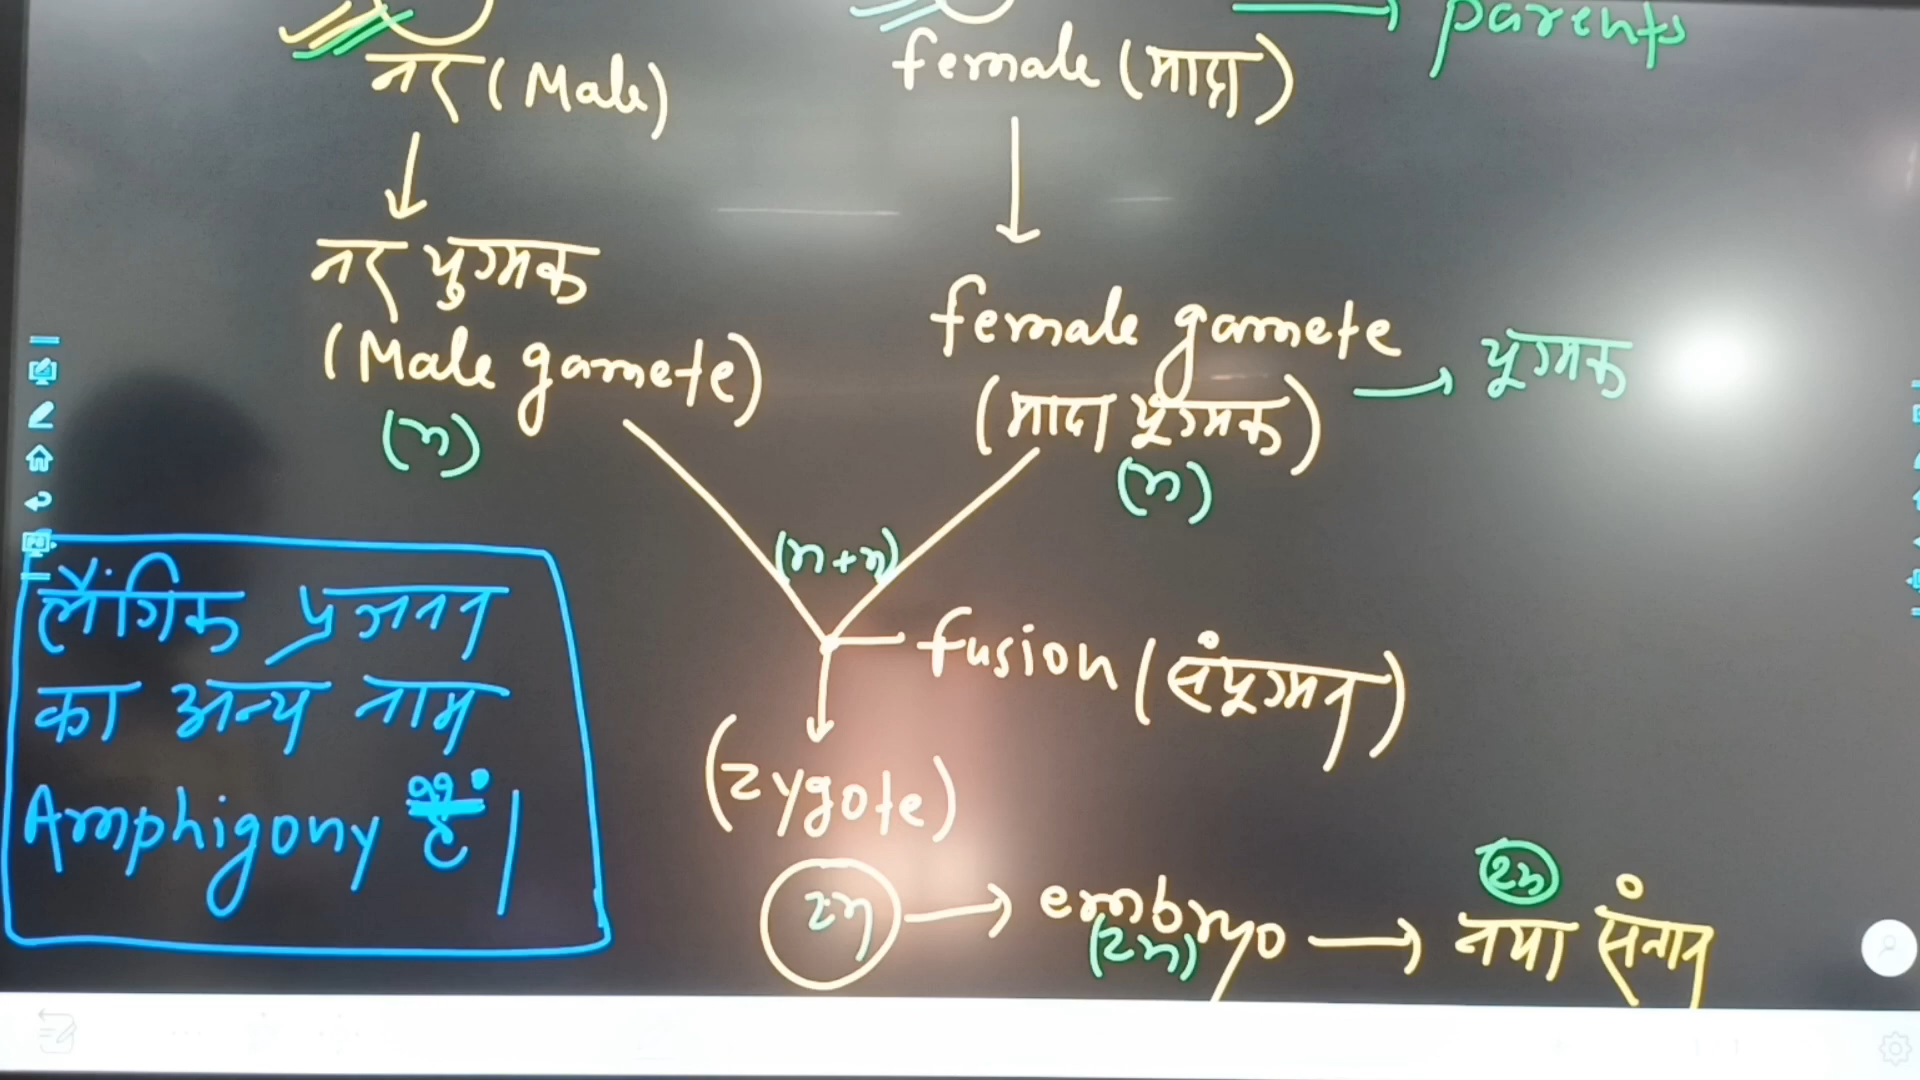 parents
नर (Male)
female (मादा)
नर युग्मक
(Male gamete)
(n)
female gamete
(मादा युग्मक)
(n)
→ युग्मक
(n+n)
fusion (संयुग्मन)
(zygote)
2n → embryo → नया संतान
(2n)
2n
लैंगिक प्रजनन
का अन्य नाम
Amphigony हैं।